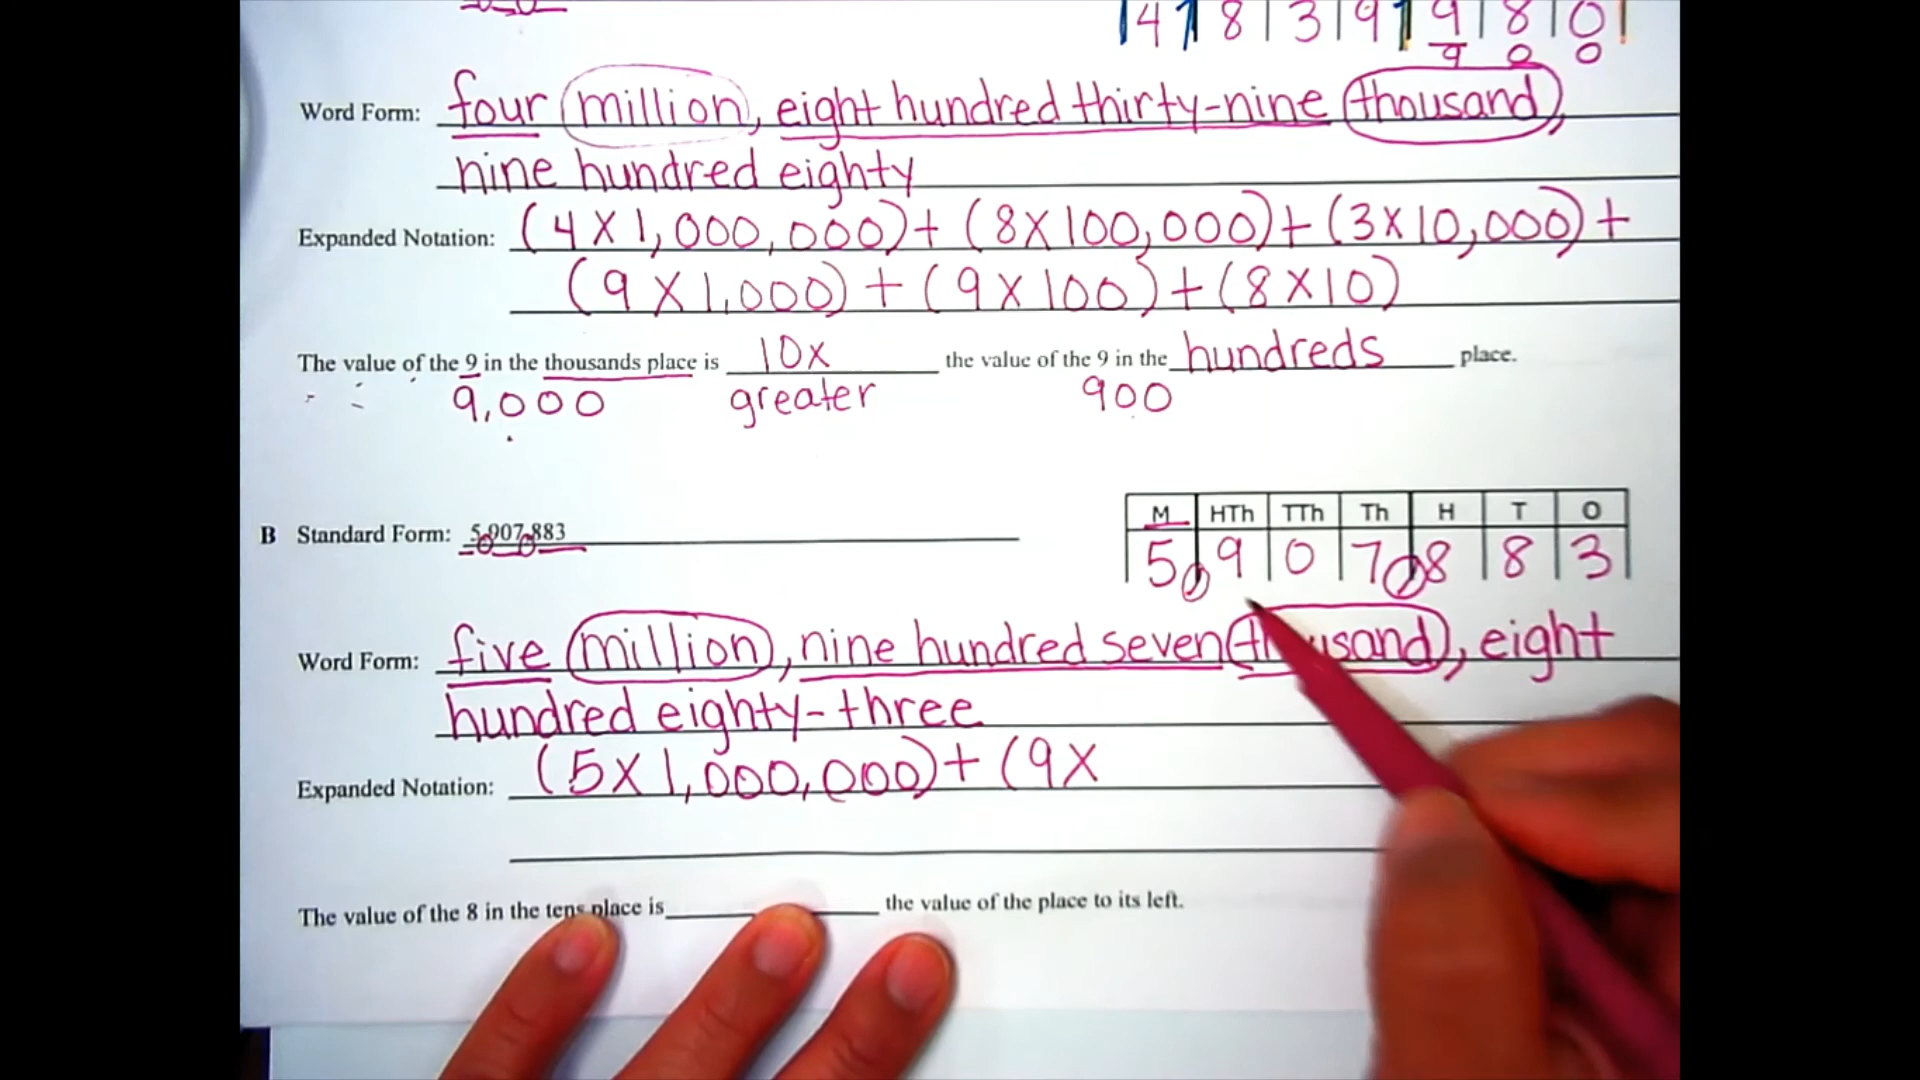 4 8 3 9 9 8 0
9 0 0
Word Form: four million, eight hundred thirty-nine thousand,
nine hundred eighty
Expanded Notation: (4 X 1,000,000) + (8 X 100,000) + (3 X 10,000) +
(9 X 1,000) + (9 X 100) + (8 X 10)
The value of the 9 in the thousands place is 10x the value of the 9 in the hundreds place.
9,000 greater 900
M HTh TTh Th H T O
B Standard Form: 5,907,883
5, 9 0 7, 8 8 3
Word Form: five million, nine hundred seven thousand, eight
hundred eighty-three
Expanded Notation: (5 X 1,000,000) + (9 X
The value of the 8 in the tens place is the value of the place to its left.